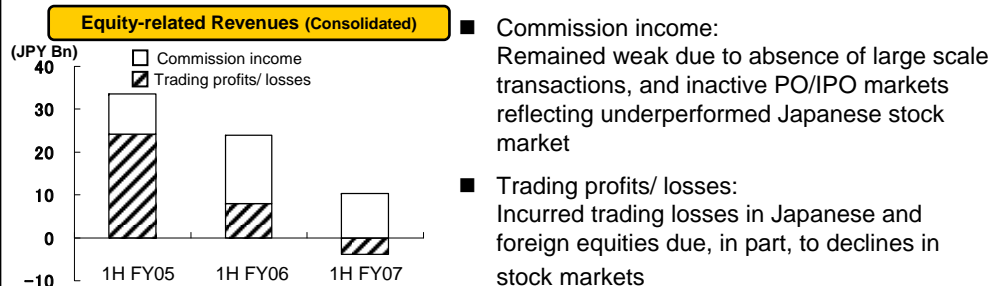 Equity-related Revenues (Consolidated)
(JPY Bn)
Commission income
Trading profits/ losses
40
30
20
10
0
-10
1H FY05 1H FY06 1H FY07
■ Commission income:
Remained weak due to absence of large scale
transactions, and inactive PO/IPO markets
reflecting underperformed Japanese stock
market
■ Trading profits/ losses:
Incurred trading losses in Japanese and
foreign equities due, in part, to declines in
stock markets